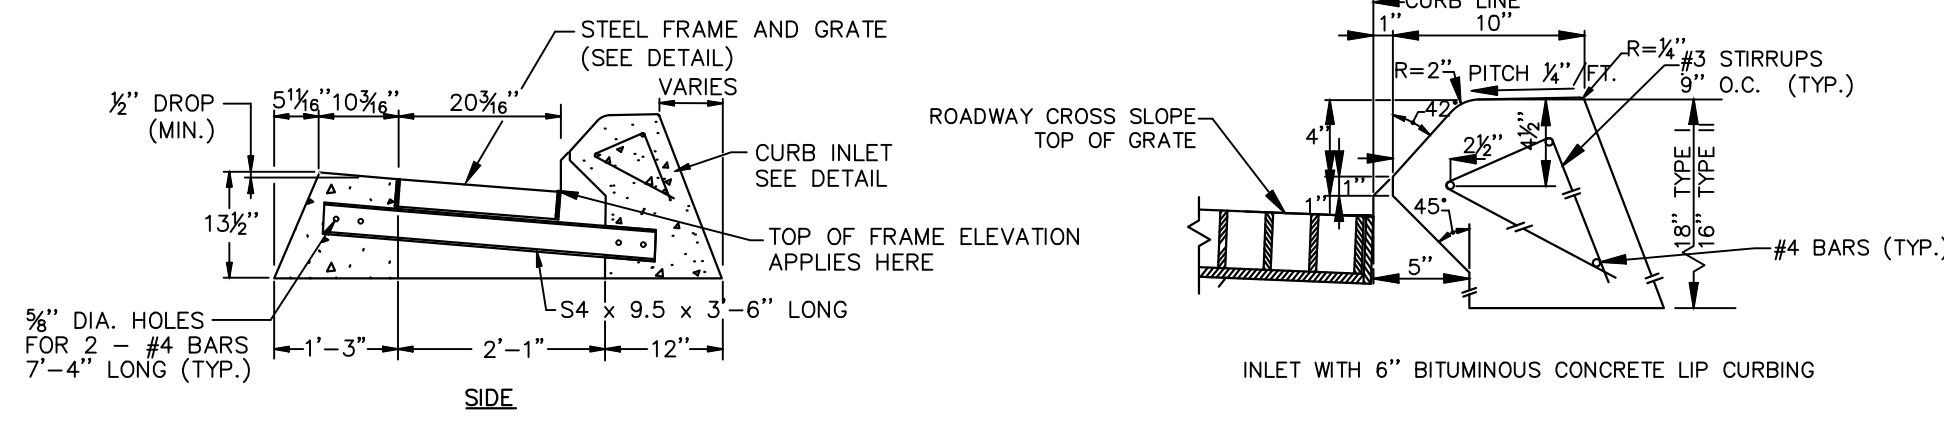 STEEL FRAME AND GRATE
(SEE DETAIL)
VARIES
½" DROP
(MIN.)
5 11⁄16"
10 3⁄16"
20 3⁄16"
CURB INLET
SEE DETAIL
13½"
TOP OF FRAME ELEVATION
APPLIES HERE
S4 x 9.5 x 3'-6" LONG
⅝" DIA. HOLES
FOR 2 - #4 BARS
7'-4" LONG (TYP.)
1'-3"
2'-1"
12"
SIDE
CURB LINE
1"
10"
R=¼"
#3 STIRRUPS
9" O.C. (TYP.)
R=2"
PITCH ¼" / FT.
ROADWAY CROSS SLOPE
TOP OF GRATE
42°
4"
2½"
4½"
1"
1"
45°
5"
18" TYPE I
16" TYPE II
#4 BARS (TYP.)
INLET WITH 6" BITUMINOUS CONCRETE LIP CURBING